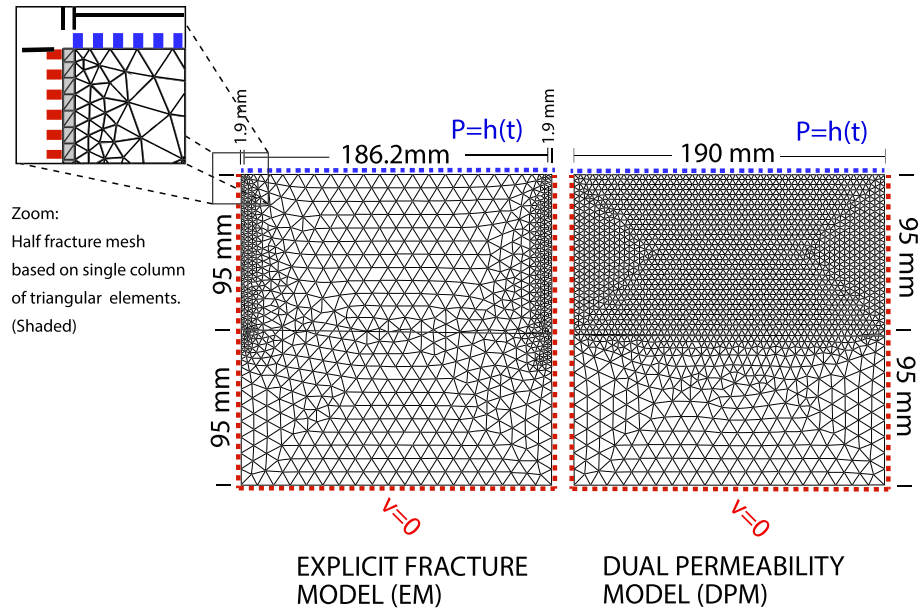 P=h(t)
P=h(t)
1.9 mm
186.2mm
1.9 mm
190 mm
Zoom:
Half fracture mesh
based on single column
of triangular elements.
(Shaded)
95 mm
95 mm
95 mm
95 mm
v=0
v=0
EXPLICIT FRACTURE
MODEL (EM)
DUAL PERMEABILITY
MODEL (DPM)